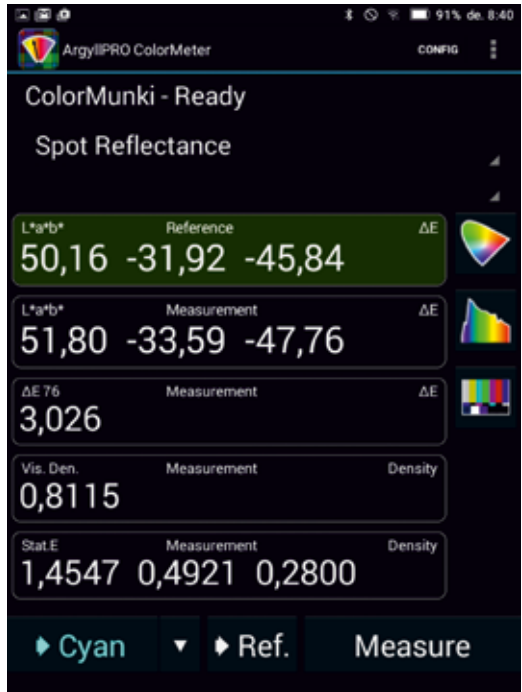 91% de. 8:40
ArgyllPRO ColorMeter CONFIG
ColorMunki - Ready
Spot Reflectance
L*a*b* Reference ΔE
50,16 -31,92 -45,84
L*a*b* Measurement ΔE
51,80 -33,59 -47,76
ΔE 76 Measurement ΔE
3,026
Vis. Den. Measurement Density
0,8115
Stat.E Measurement Density
1,4547 0,4921 0,2800
Cyan Ref. Measure